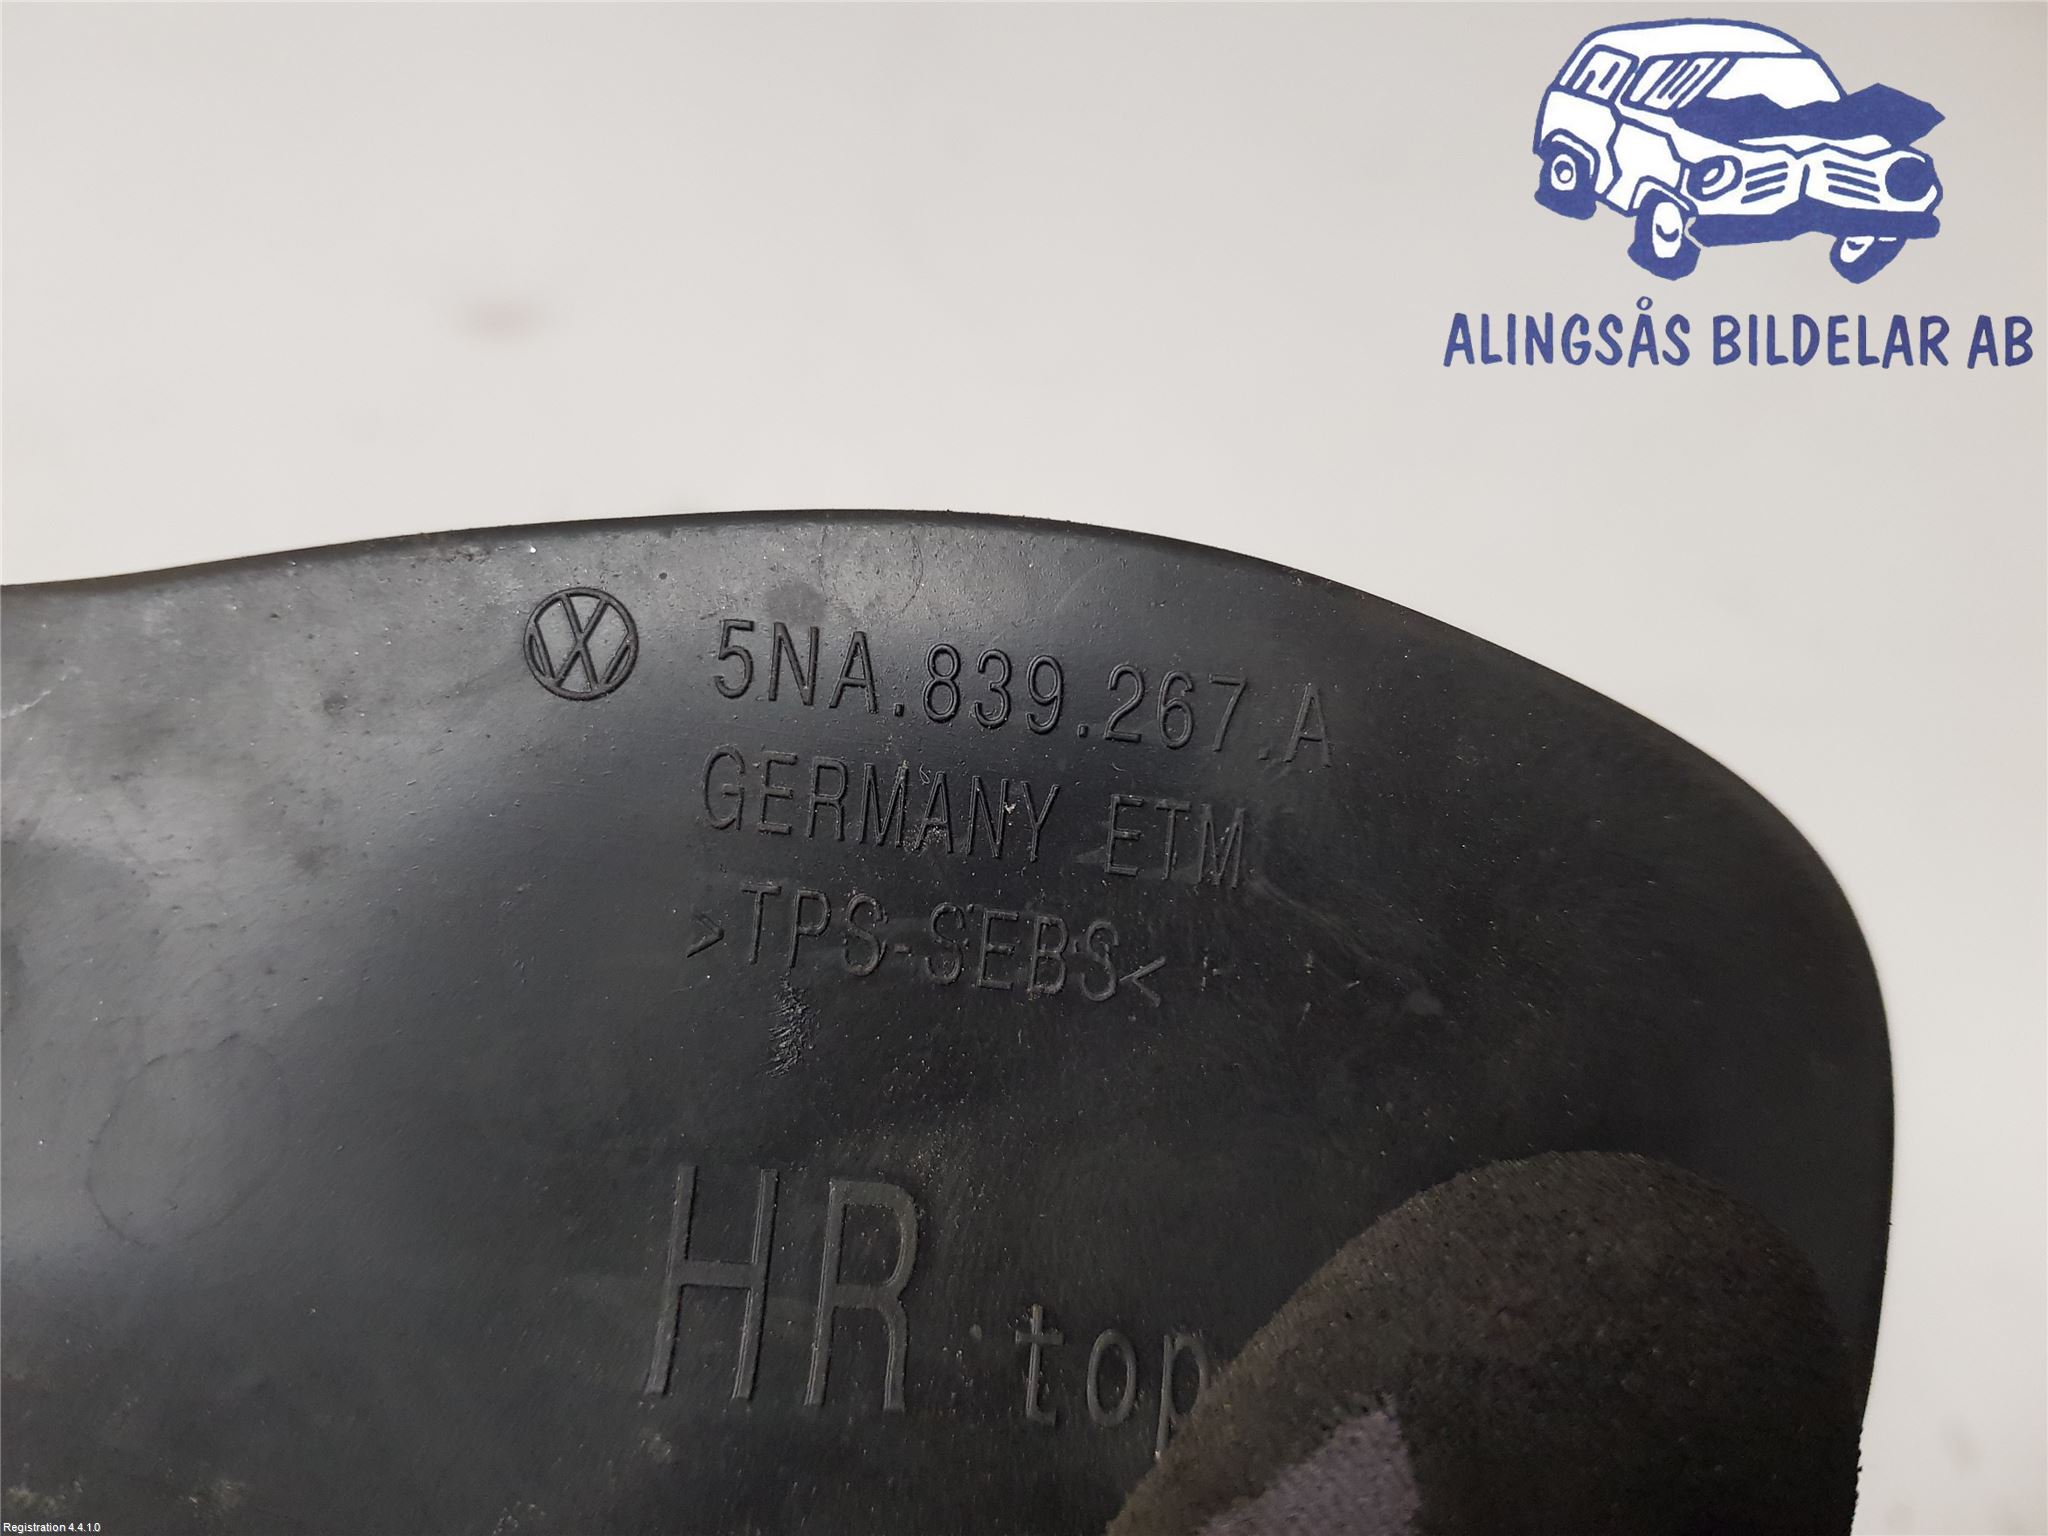 ALINGSÅS BILDELAR AB
5NA.839.267.A
GERMANY ETM
>TPS-SEBS<
HR top
Registration 4.4.1.0